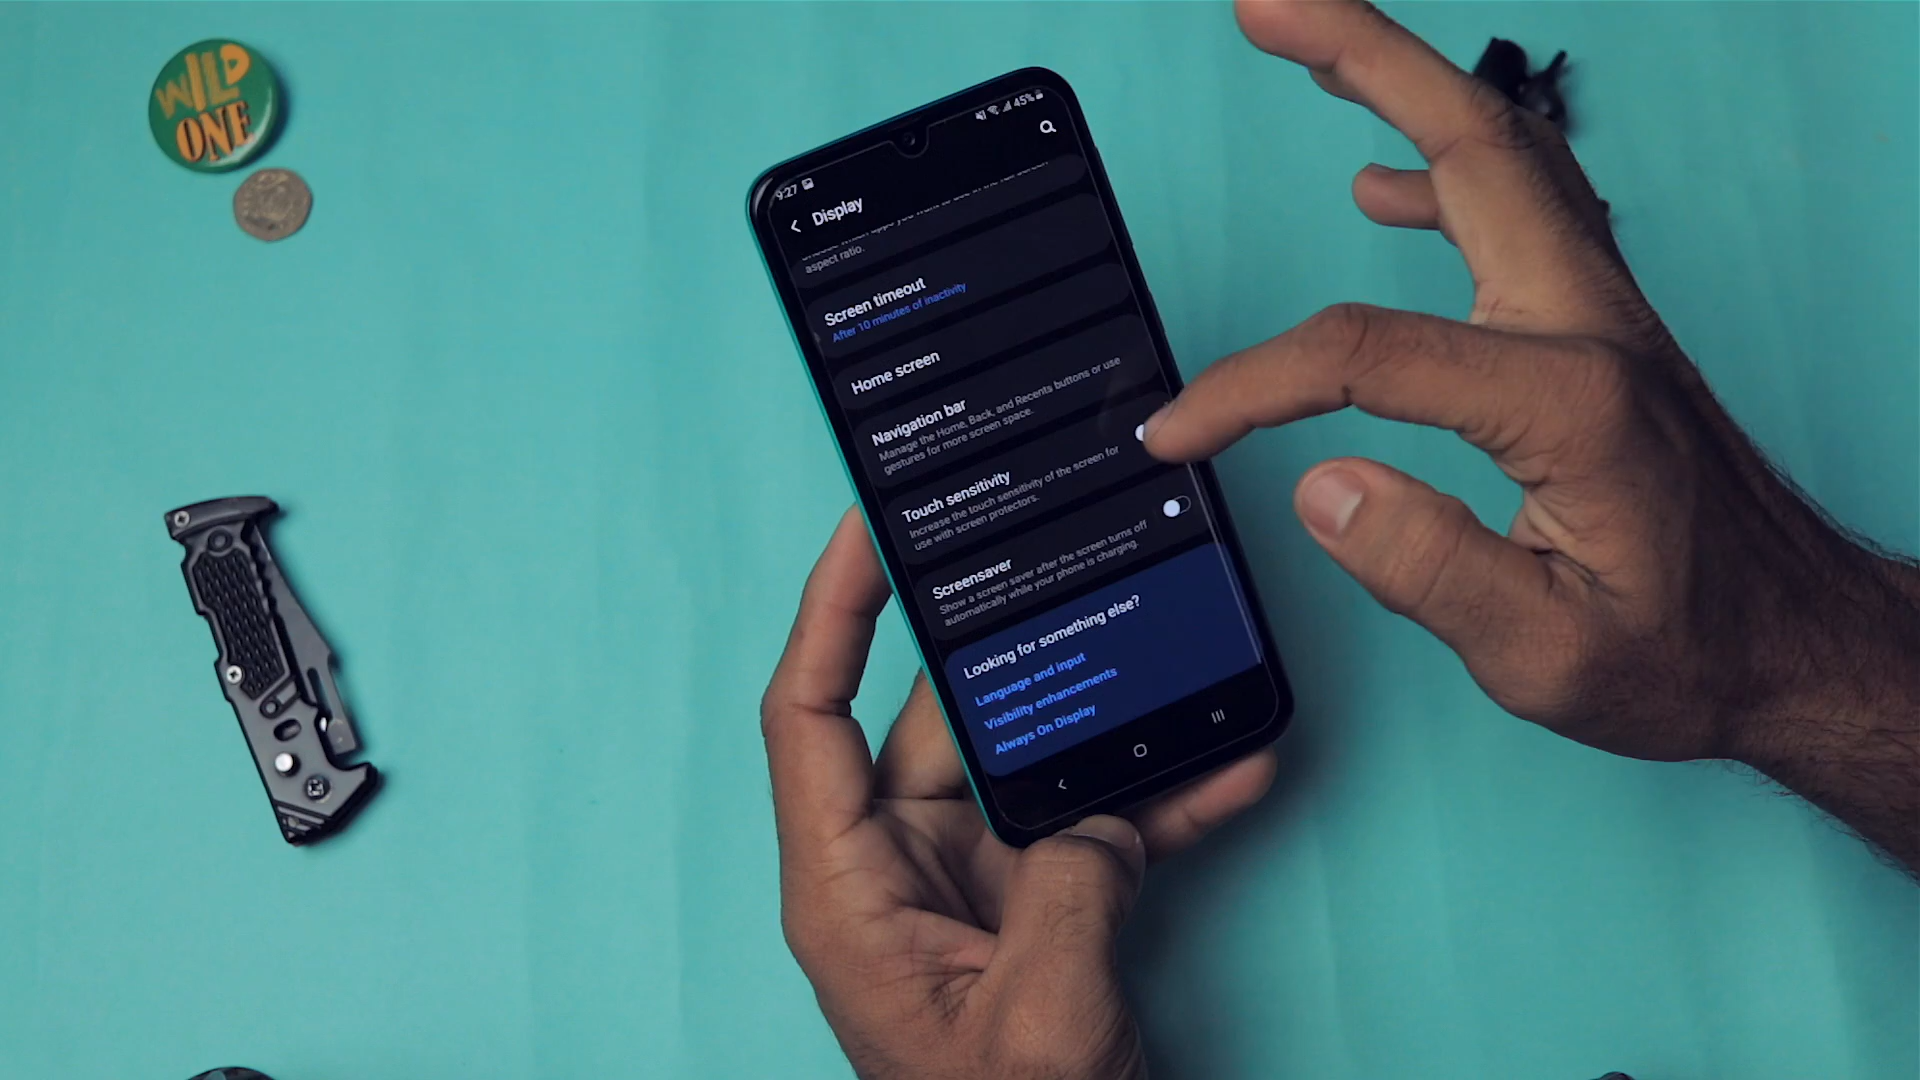 WILD
ONE
45%
9:27
Display
aspect ratio.
Screen timeout
After 10 minutes of inactivity
Home screen
Navigation bar
Manage the Home, Back, and Recents buttons or use
gestures for more screen space.
Touch sensitivity
Increase the touch sensitivity of the screen for
use with screen protectors.
Screensaver
Show a screen saver after the screen turns off
automatically while your phone is charging.
Looking for something else?
Language and input
Visibility enhancements
Always On Display